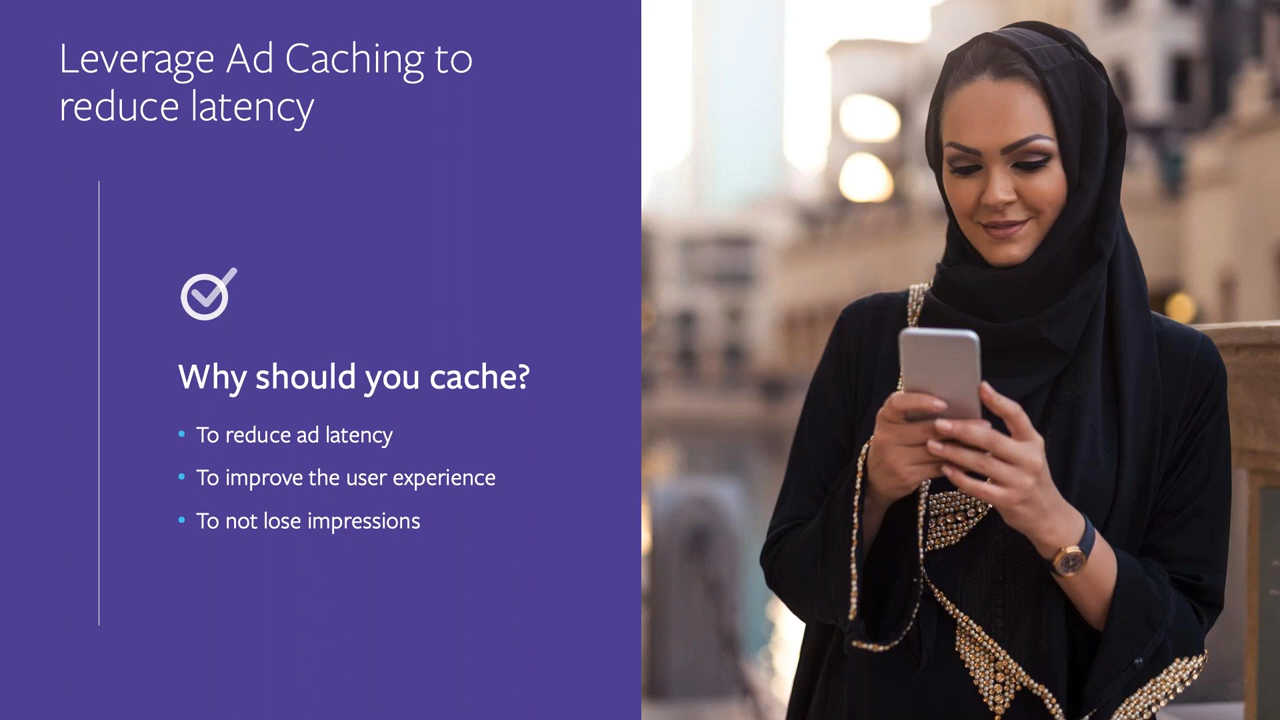 Leverage Ad Caching to
reduce latency
Why should you cache?
• To reduce ad latency
• To improve the user experience
• To not lose impressions